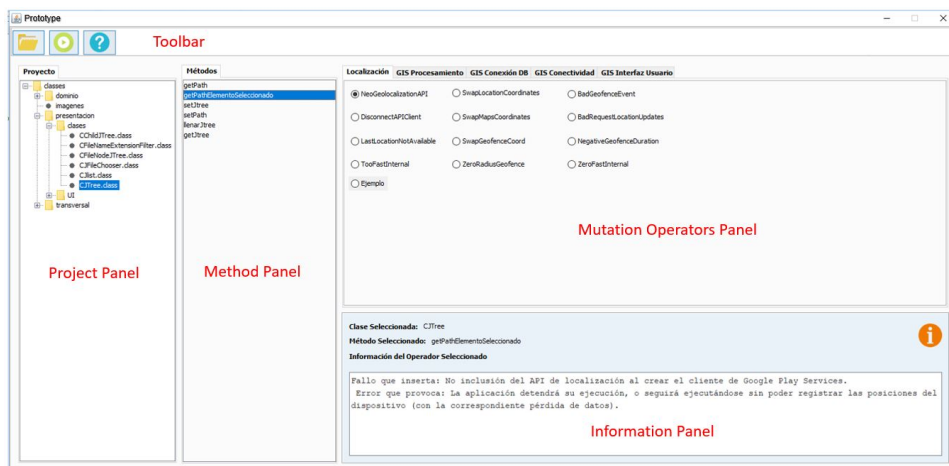 Prototype
Toolbar
Proyecto
clases
dominio
imagenes
presentacion
clases
CChildJTree.class
CFileNameExtensionFilter.class
CFileNodeJTree.class
CJFileChooser.class
CJlist.class
CJTree.class
UI
transversal
Project Panel
Métodos
getPath
getPathElementoSeleccionado
setJtree
setPath
llenarJtree
getJtree
Method Panel
Localización GIS Procesamiento GIS Conexión DB GIS Conectividad GIS Interfaz Usuario
NeoGeolocalizationAPI SwapLocationCoordinates BadGeofenceEvent
DisconnectAPIClient SwapMapsCoordinates BadRequestLocationUpdates
LastLocationNotAvailable SwapGeofenceCoord NegativeGeofenceDuration
TooFastInternal ZeroRadiusGeofence ZeroFastInternal
Ejemplo
Mutation Operators Panel
Clase Seleccionada: CJTree
Método Seleccionado: getPathElementoSeleccionado
Información del Operador Seleccionado
Fallo que inserta: No inclusión del API de localización al crear el cliente de Google Play Services.
Error que provoca: La aplicación detendrá su ejecución, o seguirá ejecutándose sin poder registrar las posiciones del
dispositivo (con la correspondiente pérdida de datos).
Information Panel